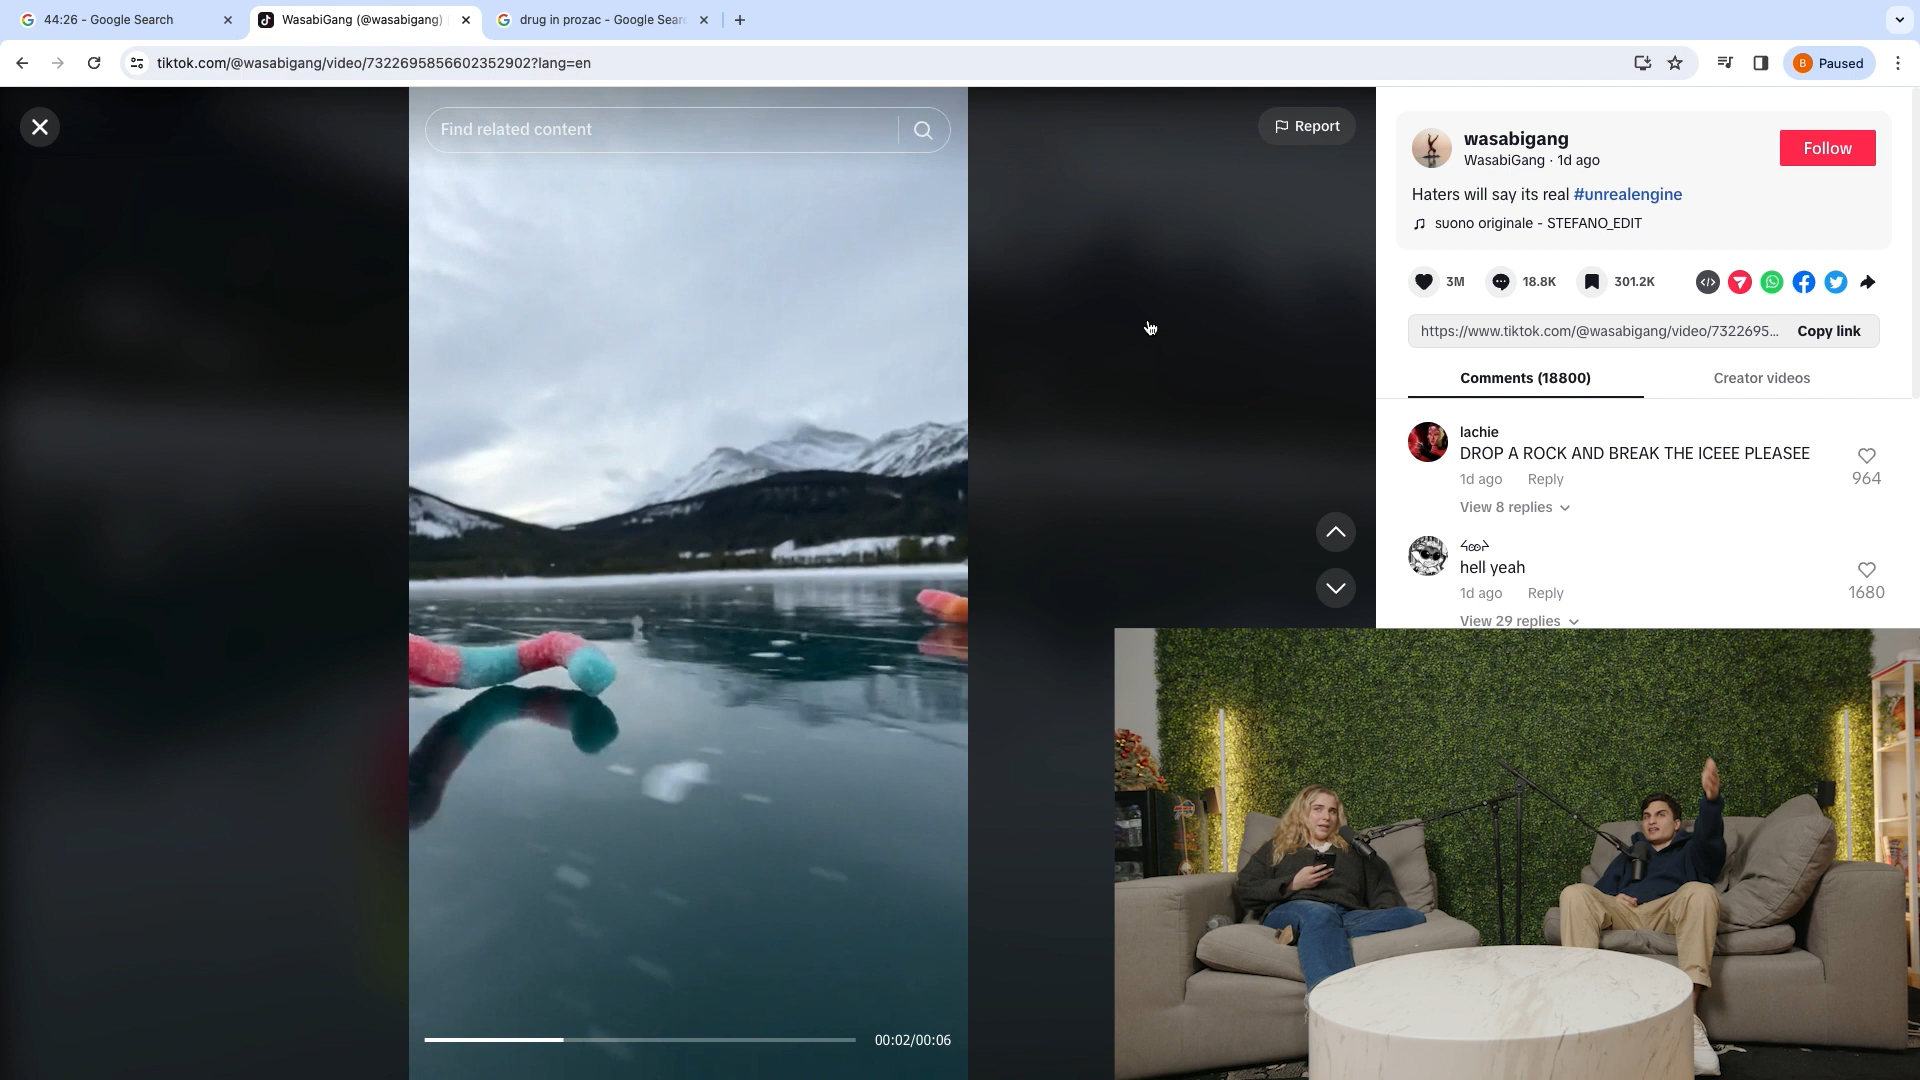 44:26 - Google Search
WasabiGang (@wasabigang)
drug in prozac - Google Sear
tiktok.com/@wasabigang/video/7322695856602352902?lang=en
B
Paused
Find related content
Report
wasabigang
WasabiGang · 1d ago
Follow
Haters will say its real #unrealengine
suono originale - STEFANO_EDIT
3M
18.8K
301.2K
https://www.tiktok.com/@wasabigang/video/7322695...
Copy link
Comments (18800)
Creator videos
lachie
DROP A ROCK AND BREAK THE ICEEE PLEASEE
1d ago
Reply
964
View 8 replies
hell yeah
1d ago
Reply
1680
View 29 replies
00:02/00:06